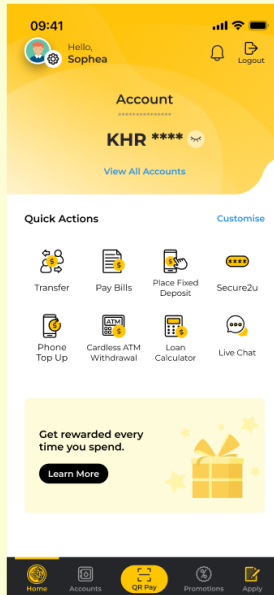 09:41
Hello,
Sophea
Logout
Account
****************
KHR ****
View All Accounts
Quick Actions
Customise
Transfer
Pay Bills
Place Fixed
Deposit
Secure2u
Phone
Top Up
ATM
Cardless ATM
Withdrawal
Loan
Calculator
Live Chat
Get rewarded every
time you spend.
Learn More
Home
Accounts
QR Pay
Promotions
Apply